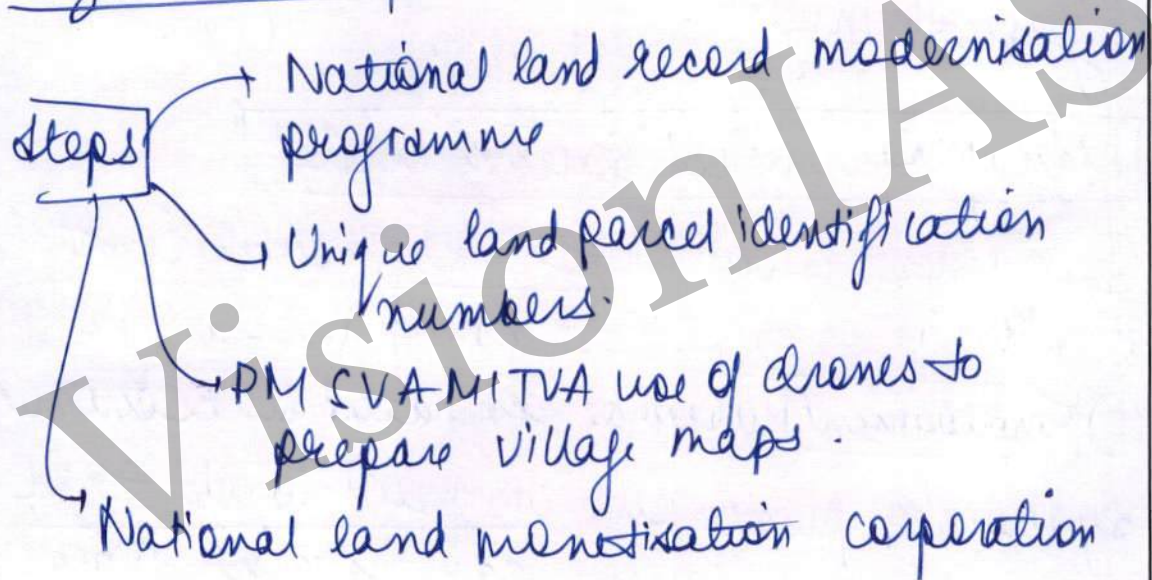 Steps
National land record modernisation
programme
Unique land parcel identification
numbers.
PM SVAMITVA use of drones to
prepare village maps.
National land monetisation corporation
VisionIAS